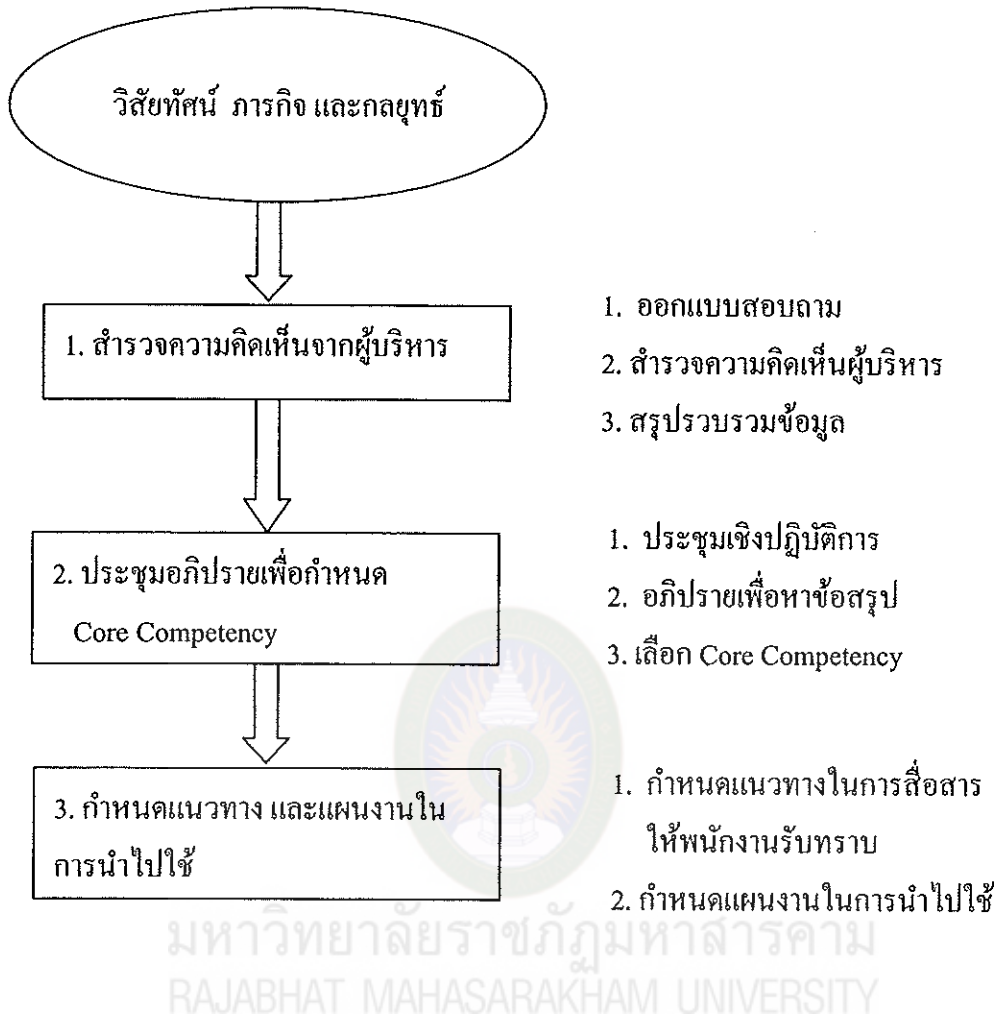 วิสัยทัศน์ ภารกิจ และกลยุทธ์
1. สำรวจความคิดเห็นจากผู้บริหาร
1. ออกแบบสอบถาม
2. สำรวจความคิดเห็นผู้บริหาร
3. สรุปรวบรวมข้อมูล
2. ประชุมอภิปรายเพื่อกำหนด
Core Competency
1. ประชุมเชิงปฏิบัติการ
2. อภิปรายเพื่อหาข้อสรุป
3. เลือก Core Competency
3. กำหนดแนวทาง และแผนงานใน
การนำไปใช้
1. กำหนดแนวทางในการสื่อสาร
ให้พนักงานรับทราบ
2. กำหนดแผนงานในการนำไปใช้
มหาวิทยาลัยราชภัฏมหาสารคาม
RAJABHAT MAHASARAKHAM UNIVERSITY